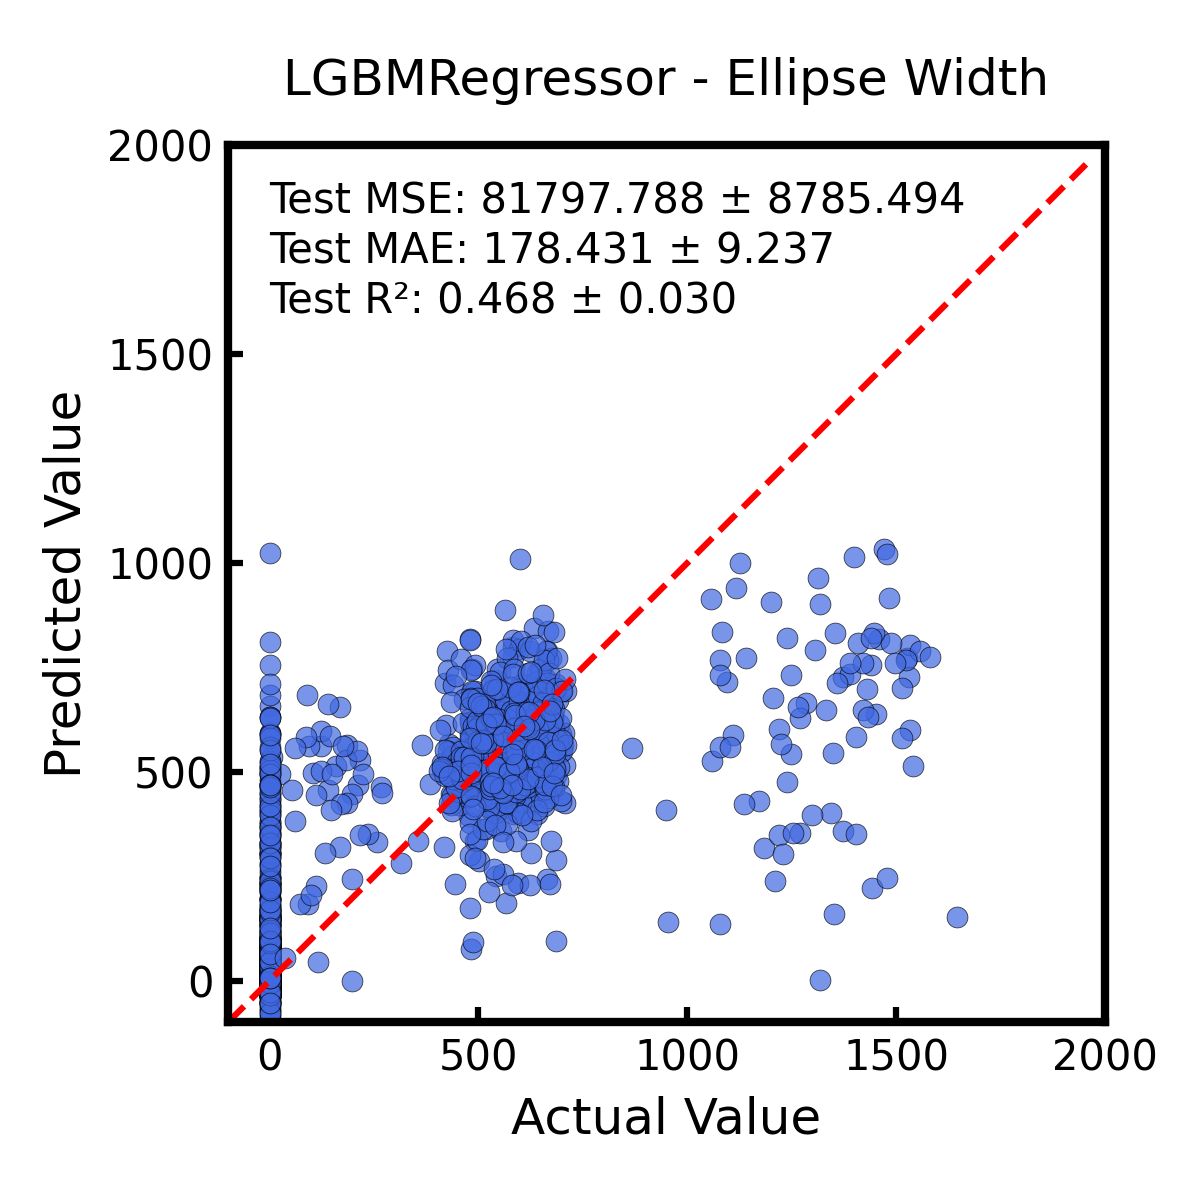 LGBMRegressor - Ellipse Width
Test MSE: 81797.788 ± 8785.494
Test MAE: 178.431 ± 9.237
Test R²: 0.468 ± 0.030
2000
1500
1000
500
0
Predicted Value
0
500
1000
1500
2000
Actual Value